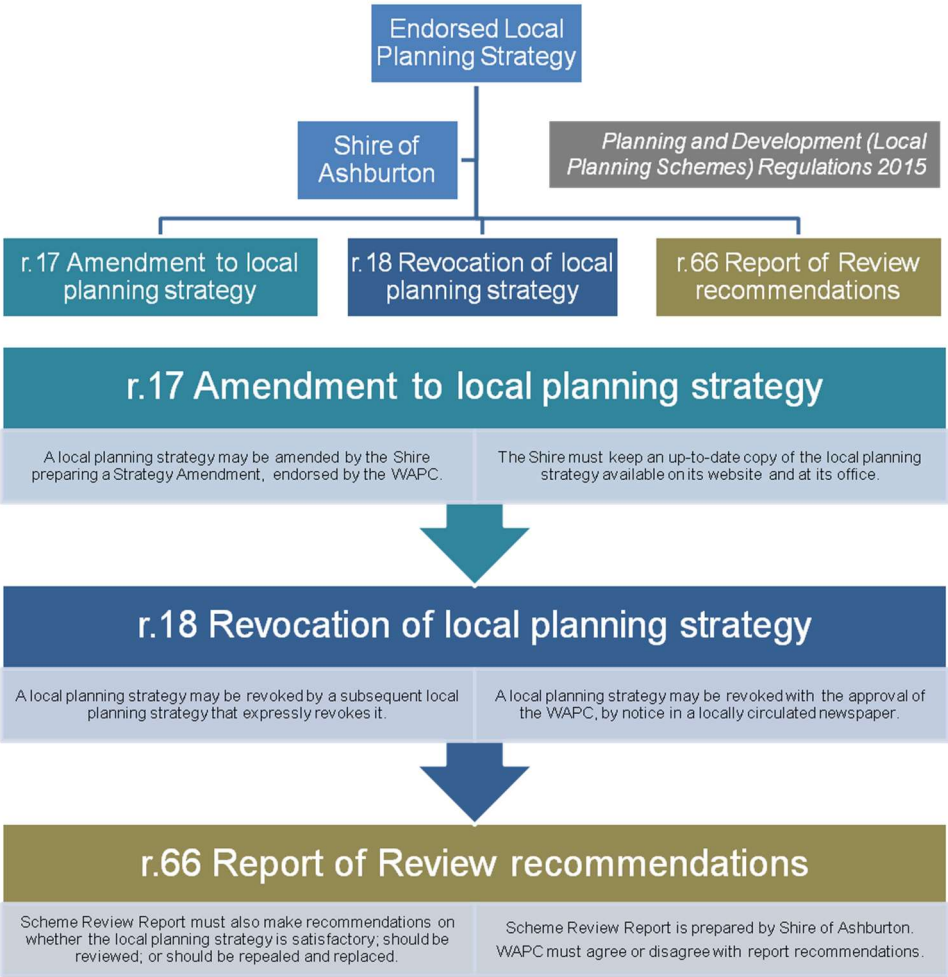 Endorsed Local
Planning Strategy
Shire of
Ashburton
Planning and Development (Local
Planning Schemes) Regulations 2015
r.17 Amendment to local
planning strategy
r.18 Revocation of local
planning strategy
r.66 Report of Review
recommendations
r.17 Amendment to local planning strategy
A local planning strategy may be amended by the Shire
preparing a Strategy Amendment, endorsed by the WAPC.
The Shire must keep an up-to-date copy of the local planning
strategy available on its website and at its office.
r.18 Revocation of local planning strategy
A local planning strategy may be revoked by a subsequent local
planning strategy that expressly revokes it.
A local planning strategy may be revoked with the approval of
the WAPC, by notice in a locally circulated newspaper.
r.66 Report of Review recommendations
Scheme Review Report must also make recommendations on
whether the local planning strategy is satisfactory; should be
reviewed; or should be repealed and replaced.
Scheme Review Report is prepared by Shire of Ashburton.
WAPC must agree or disagree with report recommendations.